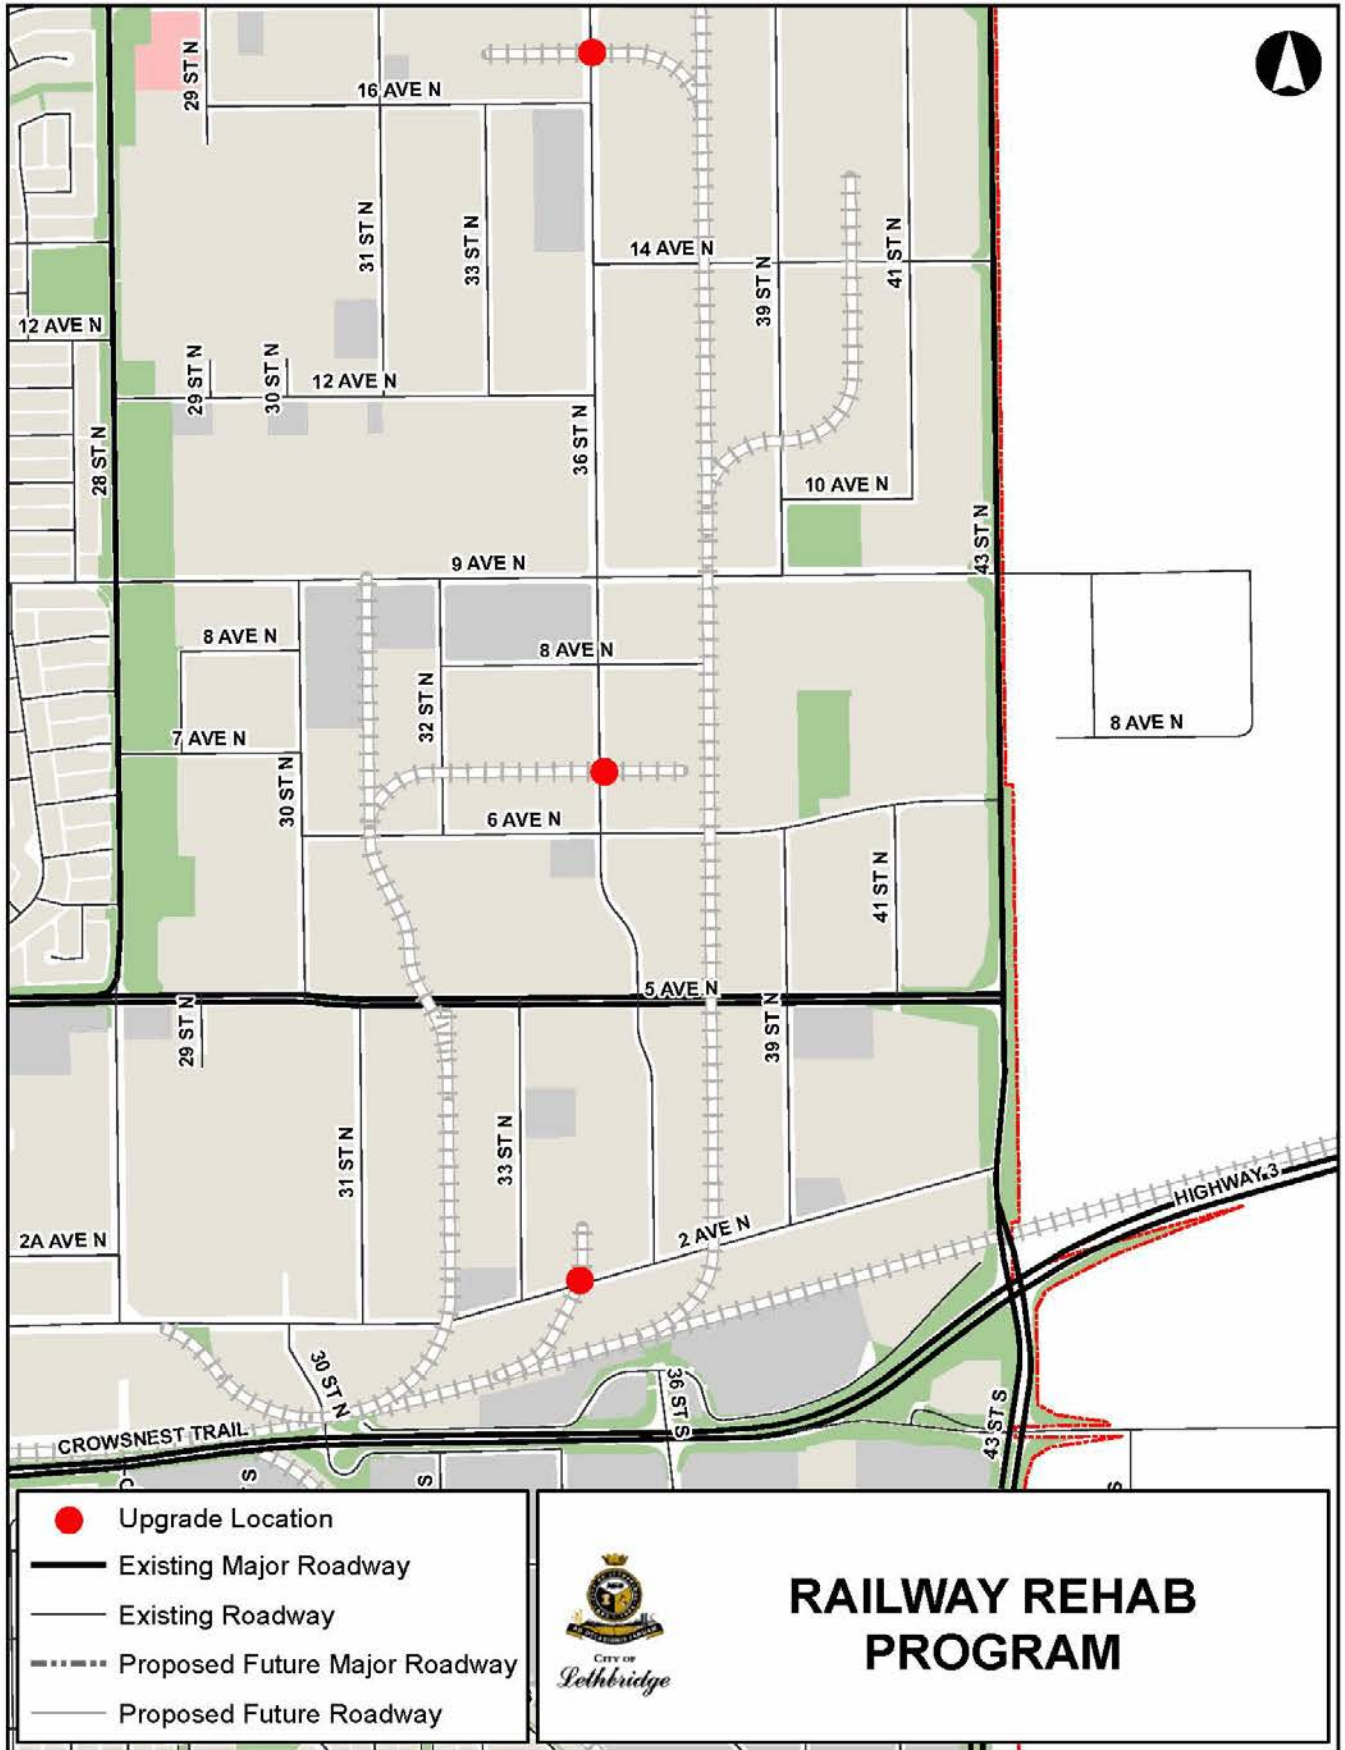 29 ST N
16 AVE N
31 ST N
33 ST N
14 AVE N
39 ST N
41 ST N
12 AVE N
29 ST N
30 ST N
12 AVE N
28 ST N
36 ST N
10 AVE N
43 ST N
9 AVE N
8 AVE N
8 AVE N
32 ST N
7 AVE N
8 AVE N
30 ST N
6 AVE N
41 ST N
5 AVE N
29 ST N
39 ST N
31 ST N
33 ST N
HIGHWAY 3
2A AVE N
2 AVE N
30 ST N
36 ST S
43 ST S
CROWSNEST TRAIL
S
S
Upgrade Location
Existing Major Roadway
Existing Roadway
Proposed Future Major Roadway
Proposed Future Roadway
CITY OF
Lethbridge
RAILWAY REHAB
PROGRAM